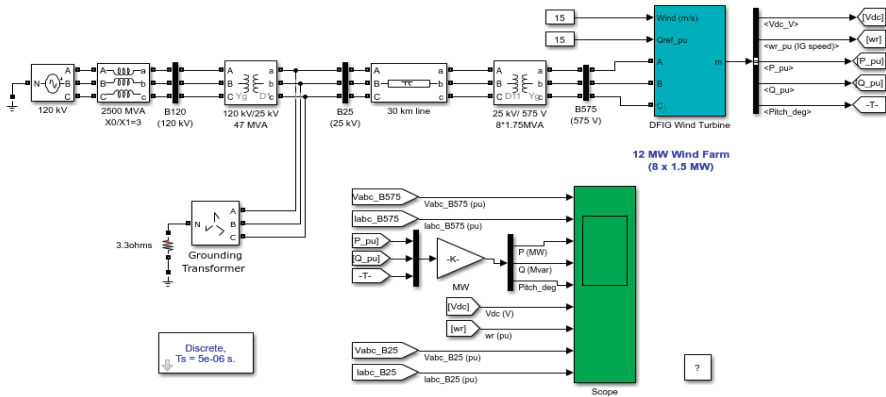 N
A
B
C
120 kV
A
B
C
a
b
c
2500 MVA
X0/X1=3
B120
(120 kV)
A
B
C
a
b
c
Yg
120 kV/25 kV
47 MVA
B25
(25 kV)
A
B
C
a
b
c
30 km line
A
B
C
a
b
c
D11 Yg
25 kV/ 575 V
8*1.75MVA
B575
(575 V)
15
15
Wind (m/s)
Qref_pu
A
B
m
DFIG Wind Turbine
<Vdc_V>
<wr_pu (IG speed)>
<P_pu>
<Q_pu>
<Pitch_deg>
[Vdc]
[wr]
[P_pu]
[Q_pu]
-T-
12 MW Wind Farm
(8 x 1.5 MW)
N
A
B
C
Grounding
Transformer
3.3ohms
Vabc_B575
Vabc_B575 (pu)
Iabc_B575
Iabc_B575 (pu)
[P_pu]
[Q_pu]
-T-
-K-
MW
P (MW)
Q (Mvar)
Pitch_deg
[Vdc]
Vdc (V)
[wr]
wr (pu)
Vabc_B25
Vabc_B25 (pu)
Iabc_B25
Iabc_B25 (pu)
Scope
Discrete,
Ts = 5e-06 s.
?